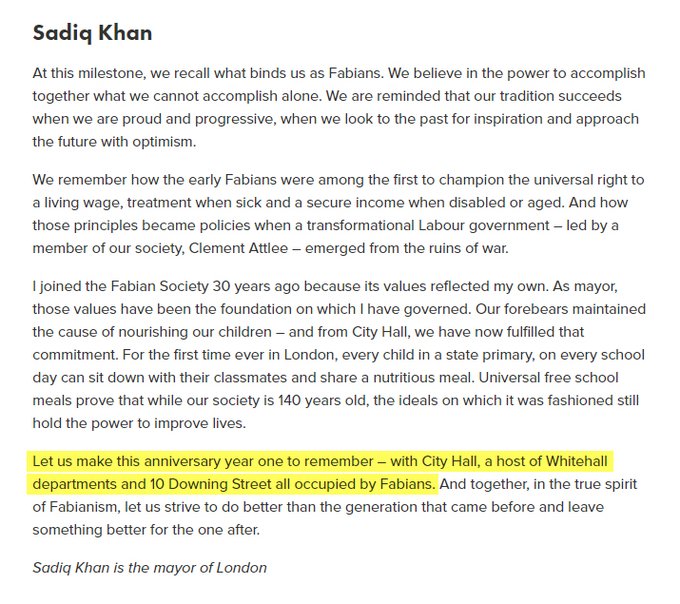 Sadiq Khan
At this milestone, we recall what binds us as Fabians. We believe in the power to accomplish
together what we cannot accomplish alone. We are reminded that our tradition succeeds
when we are proud and progressive, when we look to the past for inspiration and approach
the future with optimism.
We remember how the early Fabians were among the first to champion the universal right to
a living wage, treatment when sick and a secure income when disabled or aged. And how
those principles became policies when a transformational Labour government – led by a
member of our society, Clement Attlee – emerged from the ruins of war.
I joined the Fabian Society 30 years ago because its values reflected my own. As mayor,
those values have been the foundation on which I have governed. Our forebears maintained
the cause of nourishing our children – and from City Hall, we have now fulfilled that
commitment. For the first time ever in London, every child in a state primary, on every school
day can sit down with their classmates and share a nutritious meal. Universal free school
meals prove that while our society is 140 years old, the ideals on which it was fashioned still
hold the power to improve lives.
Let us make this anniversary year one to remember – with City Hall, a host of Whitehall
departments and 10 Downing Street all occupied by Fabians. And together, in the true spirit
of Fabianism, let us strive to do better than the generation that came before and leave
something better for the one after.
Sadiq Khan is the mayor of London